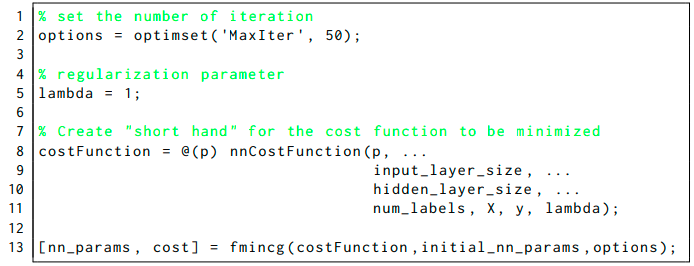 1 % set the number of iteration
2 options = optimset('MaxIter', 50);
3
4 % regularization parameter
5 lambda = 1;
6
7 % Create "short hand" for the cost function to be minimized
8 costFunction = @(p) nnCostFunction(p, ...
9 input_layer_size, ...
10 hidden_layer_size, ...
11 num_labels, X, y, lambda);
12
13 [nn_params, cost] = fmincg(costFunction,initial_nn_params,options);